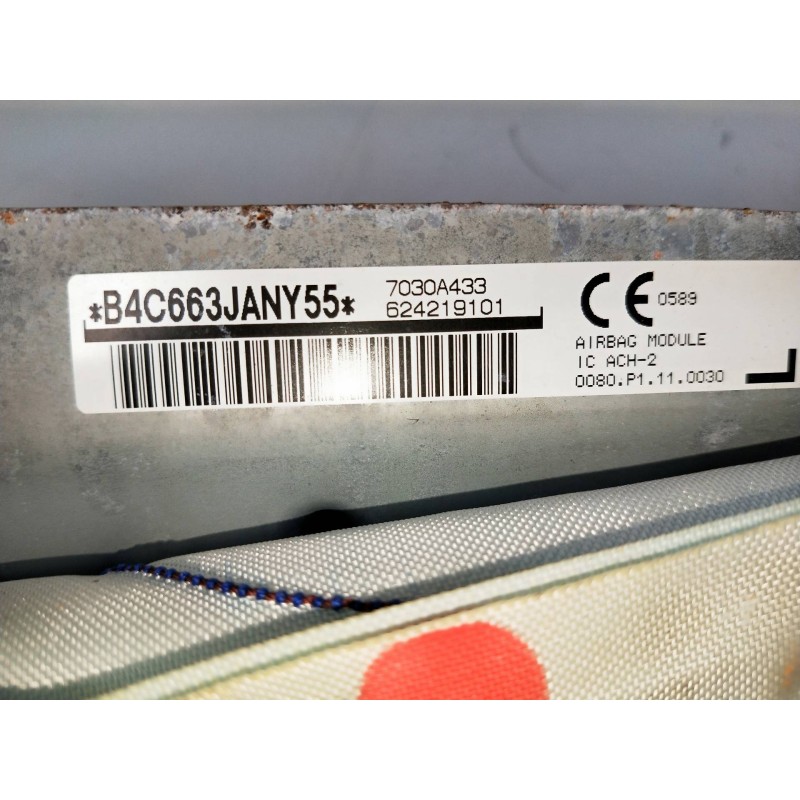 *B4C663JANY55*
7030A433
624219101
CE 0589
AIRBAG MODULE
IC ACH-2
0080.P1.11.0030